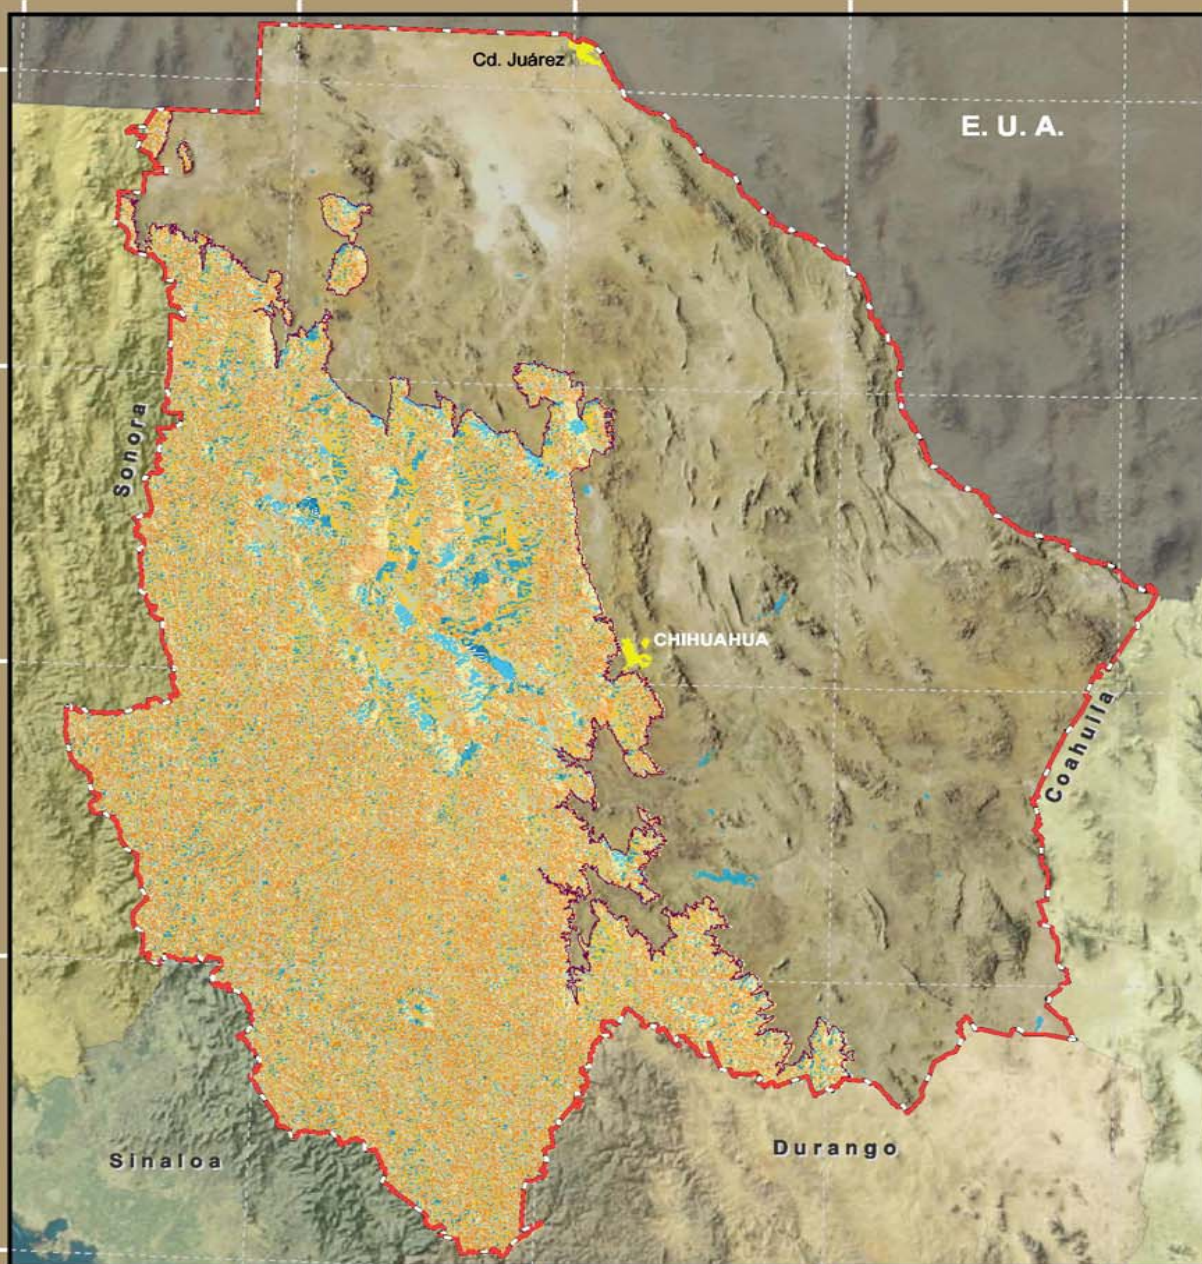 Cd. Juárez
E. U. A.
Sonora
CHIHUAHUA
Coahuila
Durango
Sinaloa